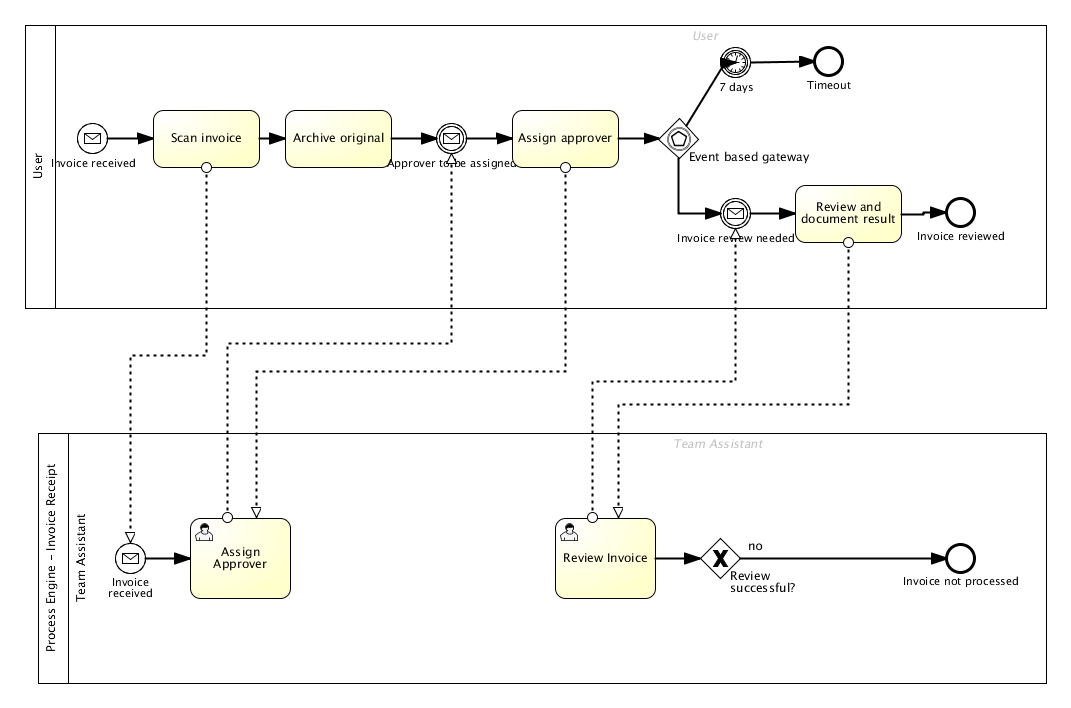 User
User
7 days
Timeout
Scan invoice
Archive original
Assign approver
Invoice received
Approver to be assigned
Event based gateway
Review and
document result
Invoice review needed
Invoice reviewed
Process Engine - Invoice Receipt
Team Assistant
Team Assistant
Invoice
received
Assign
Approver
Review Invoice
no
Review
successful?
Invoice not processed